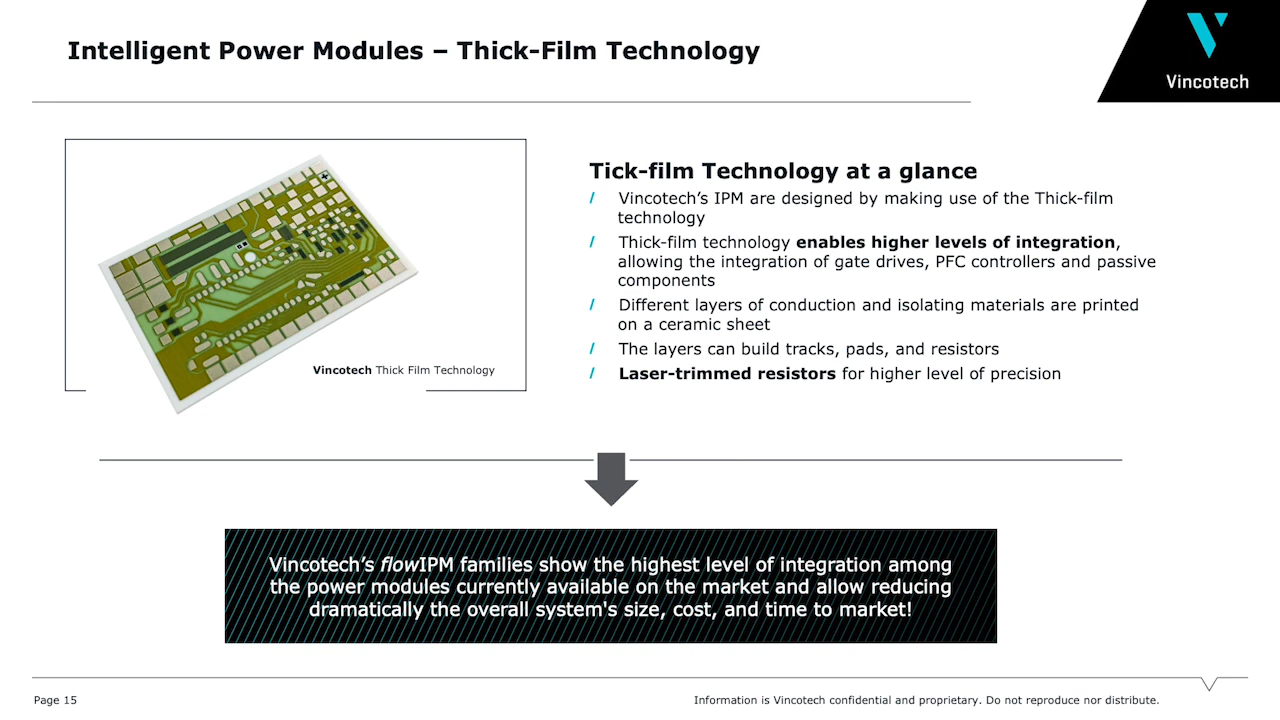 Intelligent Power Modules – Thick-Film Technology
Vincotech
Tick-film Technology at a glance
/ Vincotech’s IPM are designed by making use of the Thick-film
technology
/ Thick-film technology enables higher levels of integration,
allowing the integration of gate drives, PFC controllers and passive
components
/ Different layers of conduction and isolating materials are printed
on a ceramic sheet
/ The layers can build tracks, pads, and resistors
/ Laser-trimmed resistors for higher level of precision
Vincotech Thick Film Technology
Vincotech’s flowIPM families show the highest level of integration among
the power modules currently available on the market and allow reducing
dramatically the overall system's size, cost, and time to market!
Page 15
Information is Vincotech confidential and proprietary. Do not reproduce nor distribute.